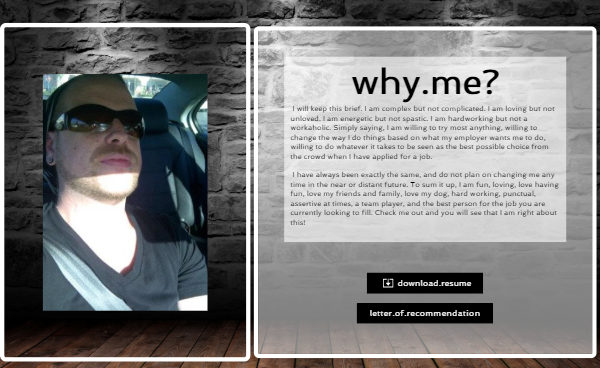 why.me?
I will keep this brief. I am complex but not complicated. I am loving but not
unloved. I am energetic but not spastic. I am hardworking but not a
workaholic. Simply saying, I am willing to try most anything, willing to
change the way I do things based on what my employer wants me to do,
willing to do whatever it takes to be seen as the best possible choice from
the crowd when I have applied for a job.
I have always been exactly the same, and do not plan on changing me any
time in the near or distant future. To sum it up, I am fun, loving, love having
fun, love my friends and family, love my dog, hard working, punctual,
assertive at times, a team player, and the best person for the job you are
currently looking to fill. Check me out and you will see that I am right about
this!
download.resume
letter.of.recommendation